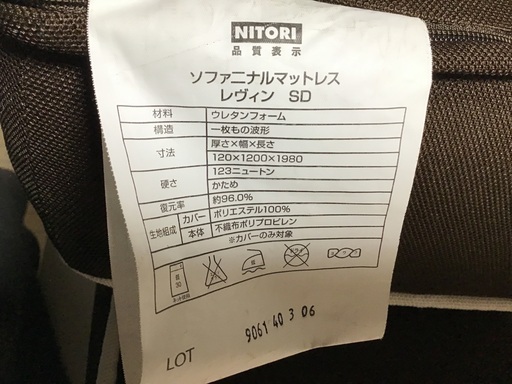 NITORI
品質表示
ソファニナルマットレス
レヴィン SD
材料 ウレタンフォーム
構造 一枚もの波形
寸法 厚さ×幅×長さ
120×1200×1980
硬さ 123ニュートン
かため
復元率 約96.0%
生地組成 カバー ポリエステル100%
本体 不織布ポリプロピレン
※カバーのみ対象
ネット使用
LOT 9061 40 3 06